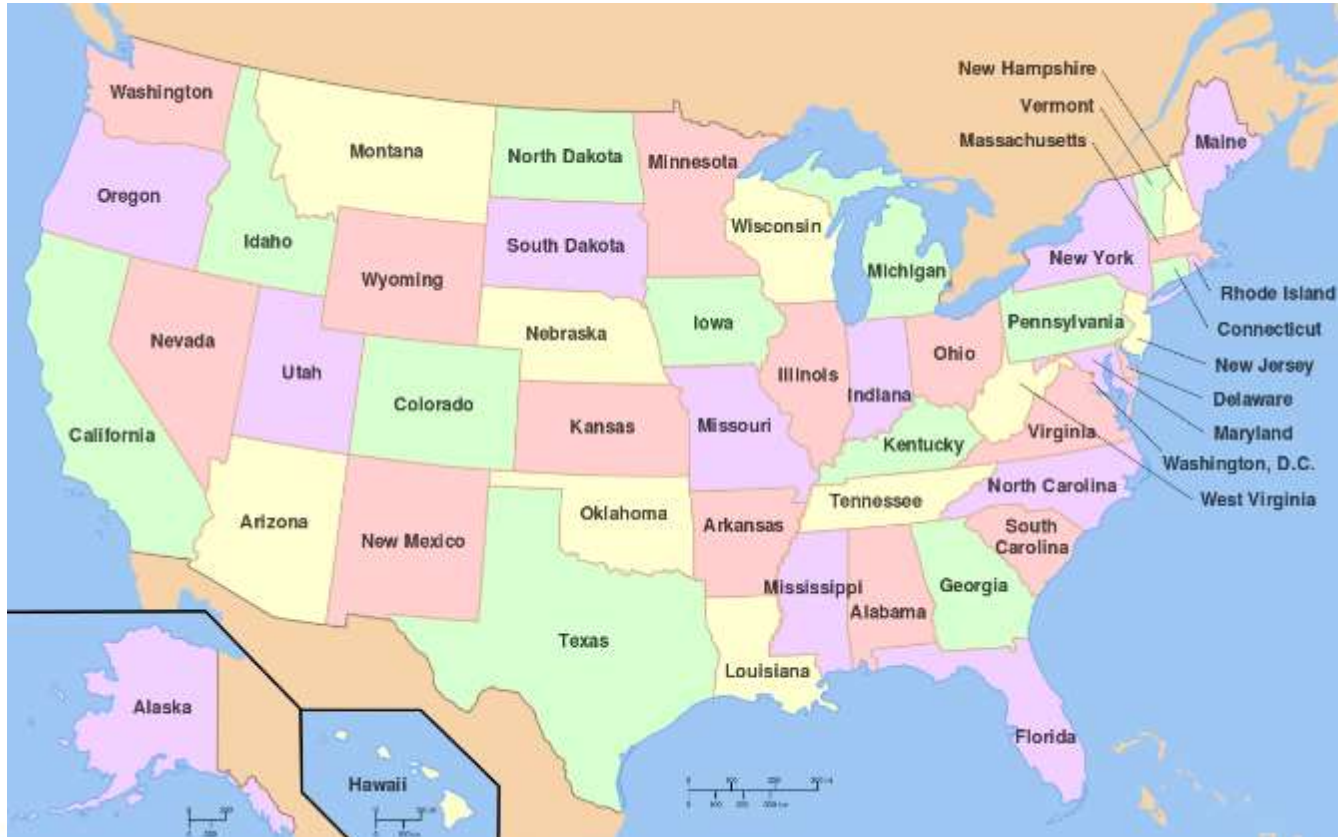 New Hampshire
Vermont
Massachusetts
Washington
Montana
North Dakota
Minnesota
Maine
Oregon
Idaho
Wyoming
South Dakota
Wisconsin
Michigan
New York
Rhode Island
Connecticut
New Jersey
Delaware
Maryland
Washington, D.C.
West Virginia
Nevada
Utah
Colorado
Nebraska
Iowa
Illinois
Indiana
Ohio
Pennsylvania
California
Kansas
Missouri
Kentucky
Virginia
Arizona
New Mexico
Oklahoma
Arkansas
Tennessee
North Carolina
South
Carolina
Texas
Louisiana
Mississippi
Alabama
Georgia
Florida
Alaska
Hawaii